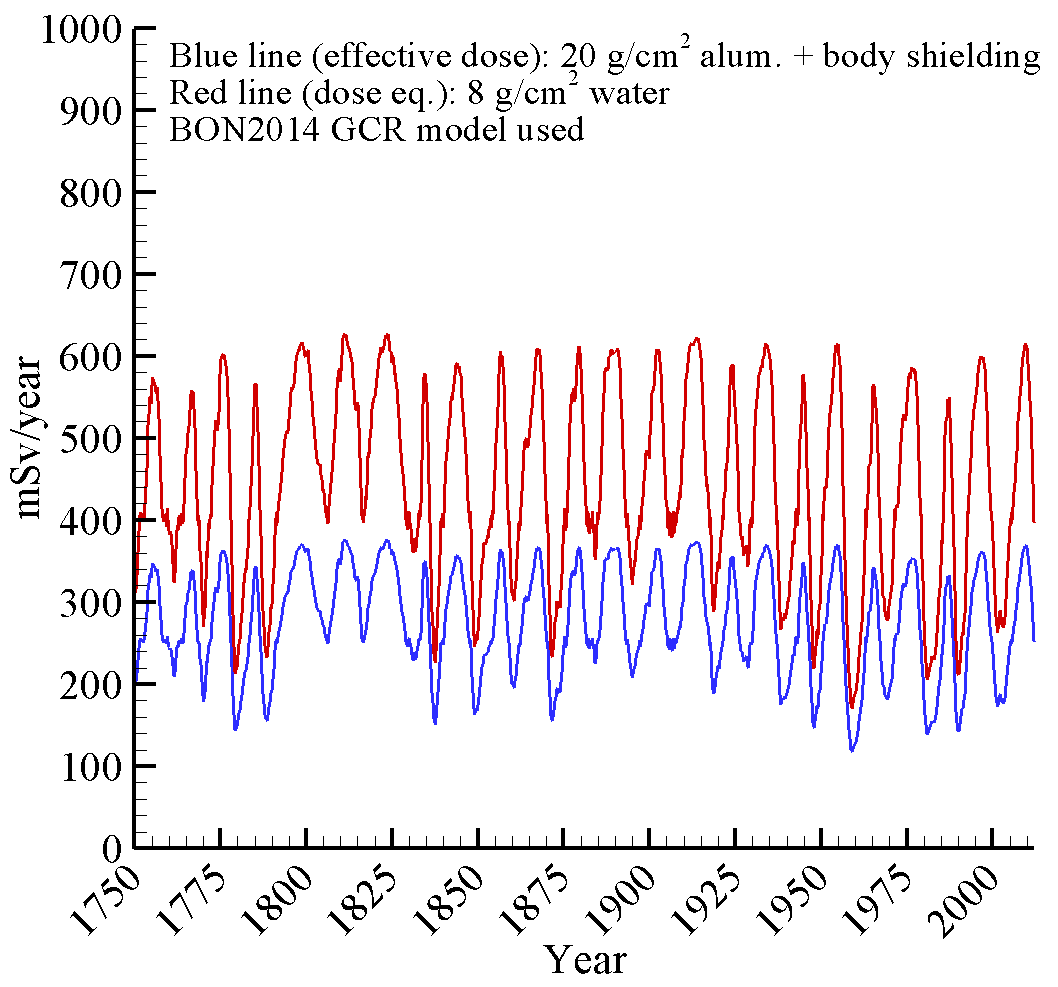 1000
Blue line (effective dose): 20 g/cm² alum. + body shielding
Red line (dose eq.): 8 g/cm² water
BON2014 GCR model used
900
800
700
600
500
400
300
200
100
0
mSv/year
1750 1775 1800 1825 1850 1875 1900 1925 1950 1975 2000
Year